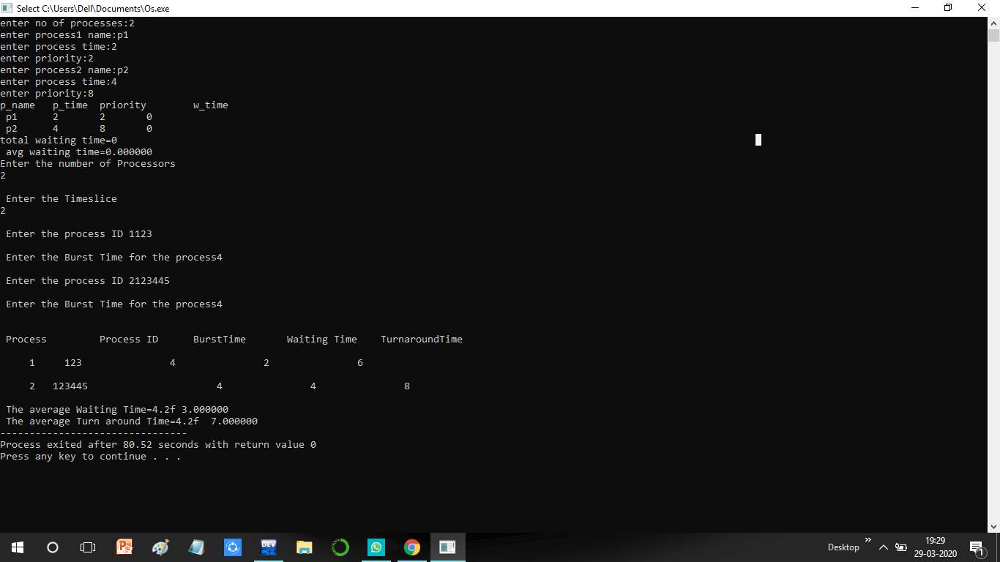 Select C:\Users\Dell\Documents\Os.exe
enter no of processes:2
enter process1 name:p1
enter process time:2
enter priority:2
enter process2 name:p2
enter process time:4
enter priority:8
p_name p_time priority w_time
p1 2 2 0
p2 4 8 0
total waiting time=0
avg waiting time=0.000000
Enter the number of Processors
2
Enter the Timeslice
2
Enter the process ID 1123
Enter the Burst Time for the process4
Enter the process ID 2123445
Enter the Burst Time for the process4
Process Process ID BurstTime Waiting Time TurnaroundTime
1 123 4 2 6
2 123445 4 4 8
The average Waiting Time=4.2f 3.000000
The average Turn around Time=4.2f 7.000000
--------------------------------
Process exited after 80.52 seconds with return value 0
Press any key to continue . . .
DEV
Desktop
19:29
29-03-2020
1